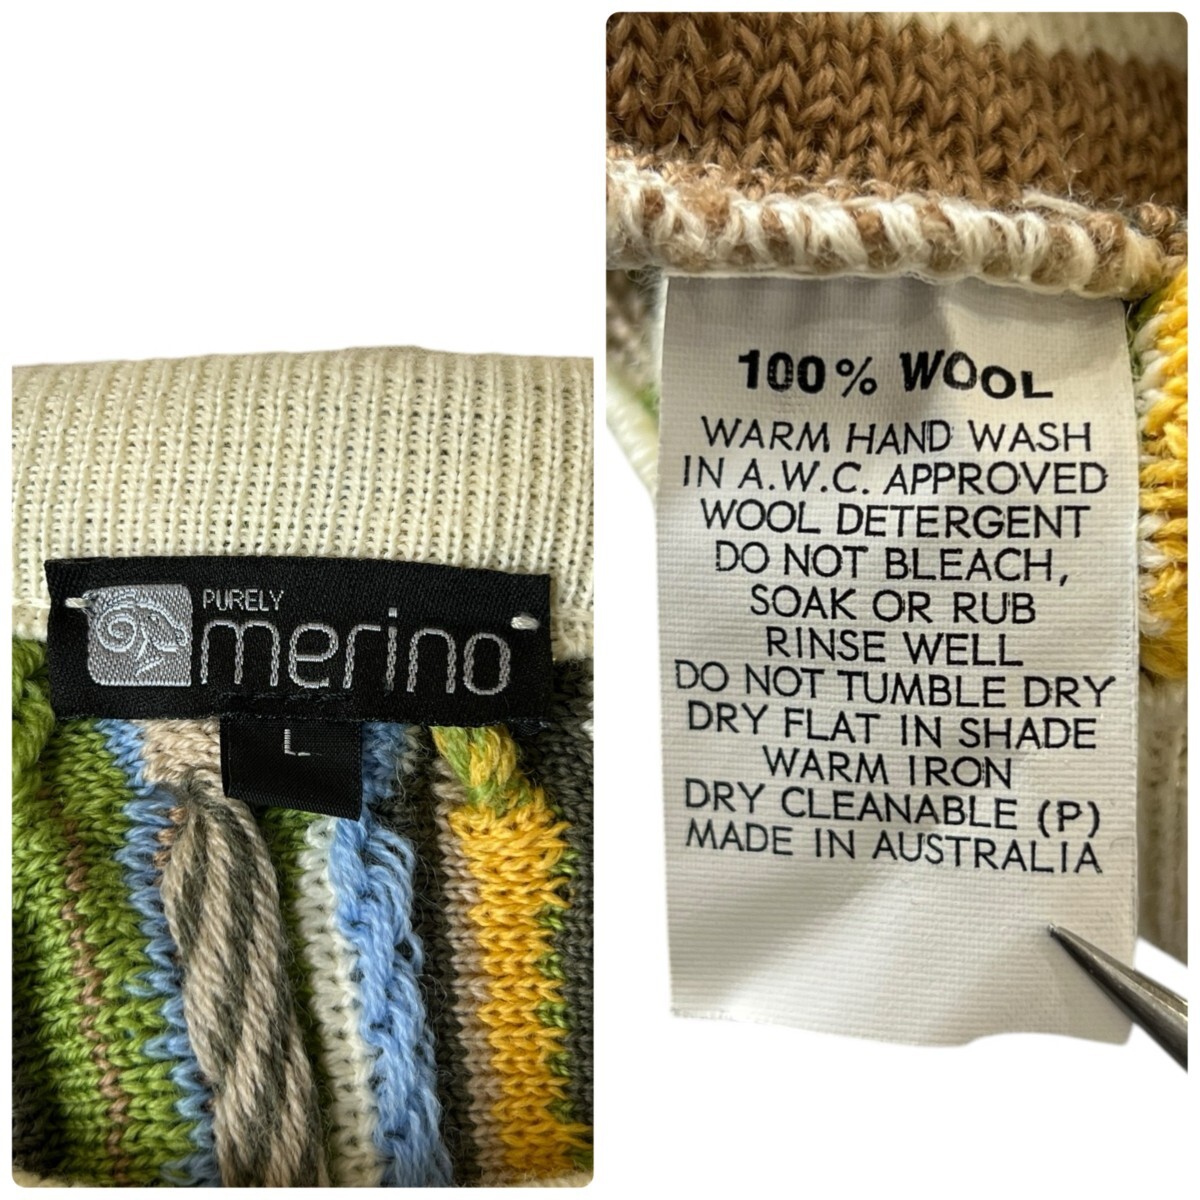 PURELY
merino
L
100% WOOL
WARM HAND WASH
IN A.W.C. APPROVED
WOOL DETERGENT
DO NOT BLEACH,
SOAK OR RUB
RINSE WELL
DO NOT TUMBLE DRY
DRY FLAT IN SHADE
WARM IRON
DRY CLEANABLE (P)
MADE IN AUSTRALIA